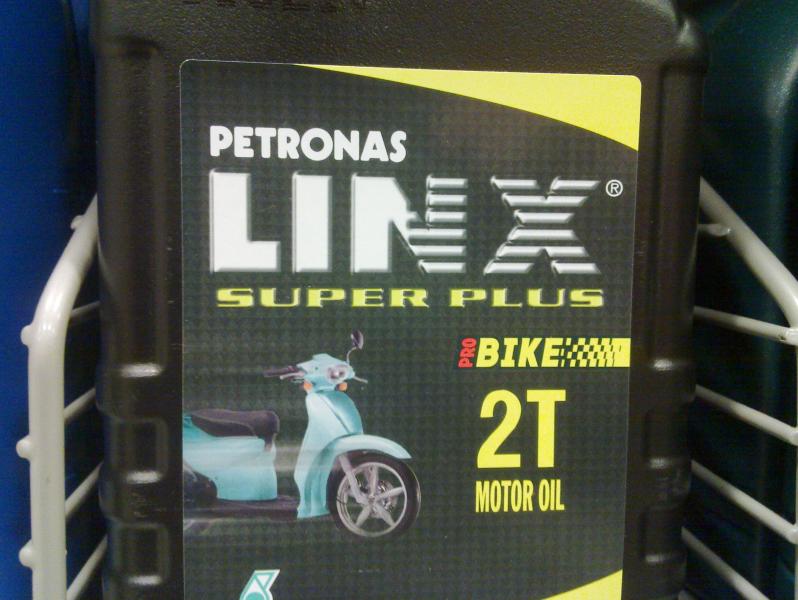 PETRONAS
LINX®
SUPER PLUS
PRO BIKE
2T
MOTOR OIL